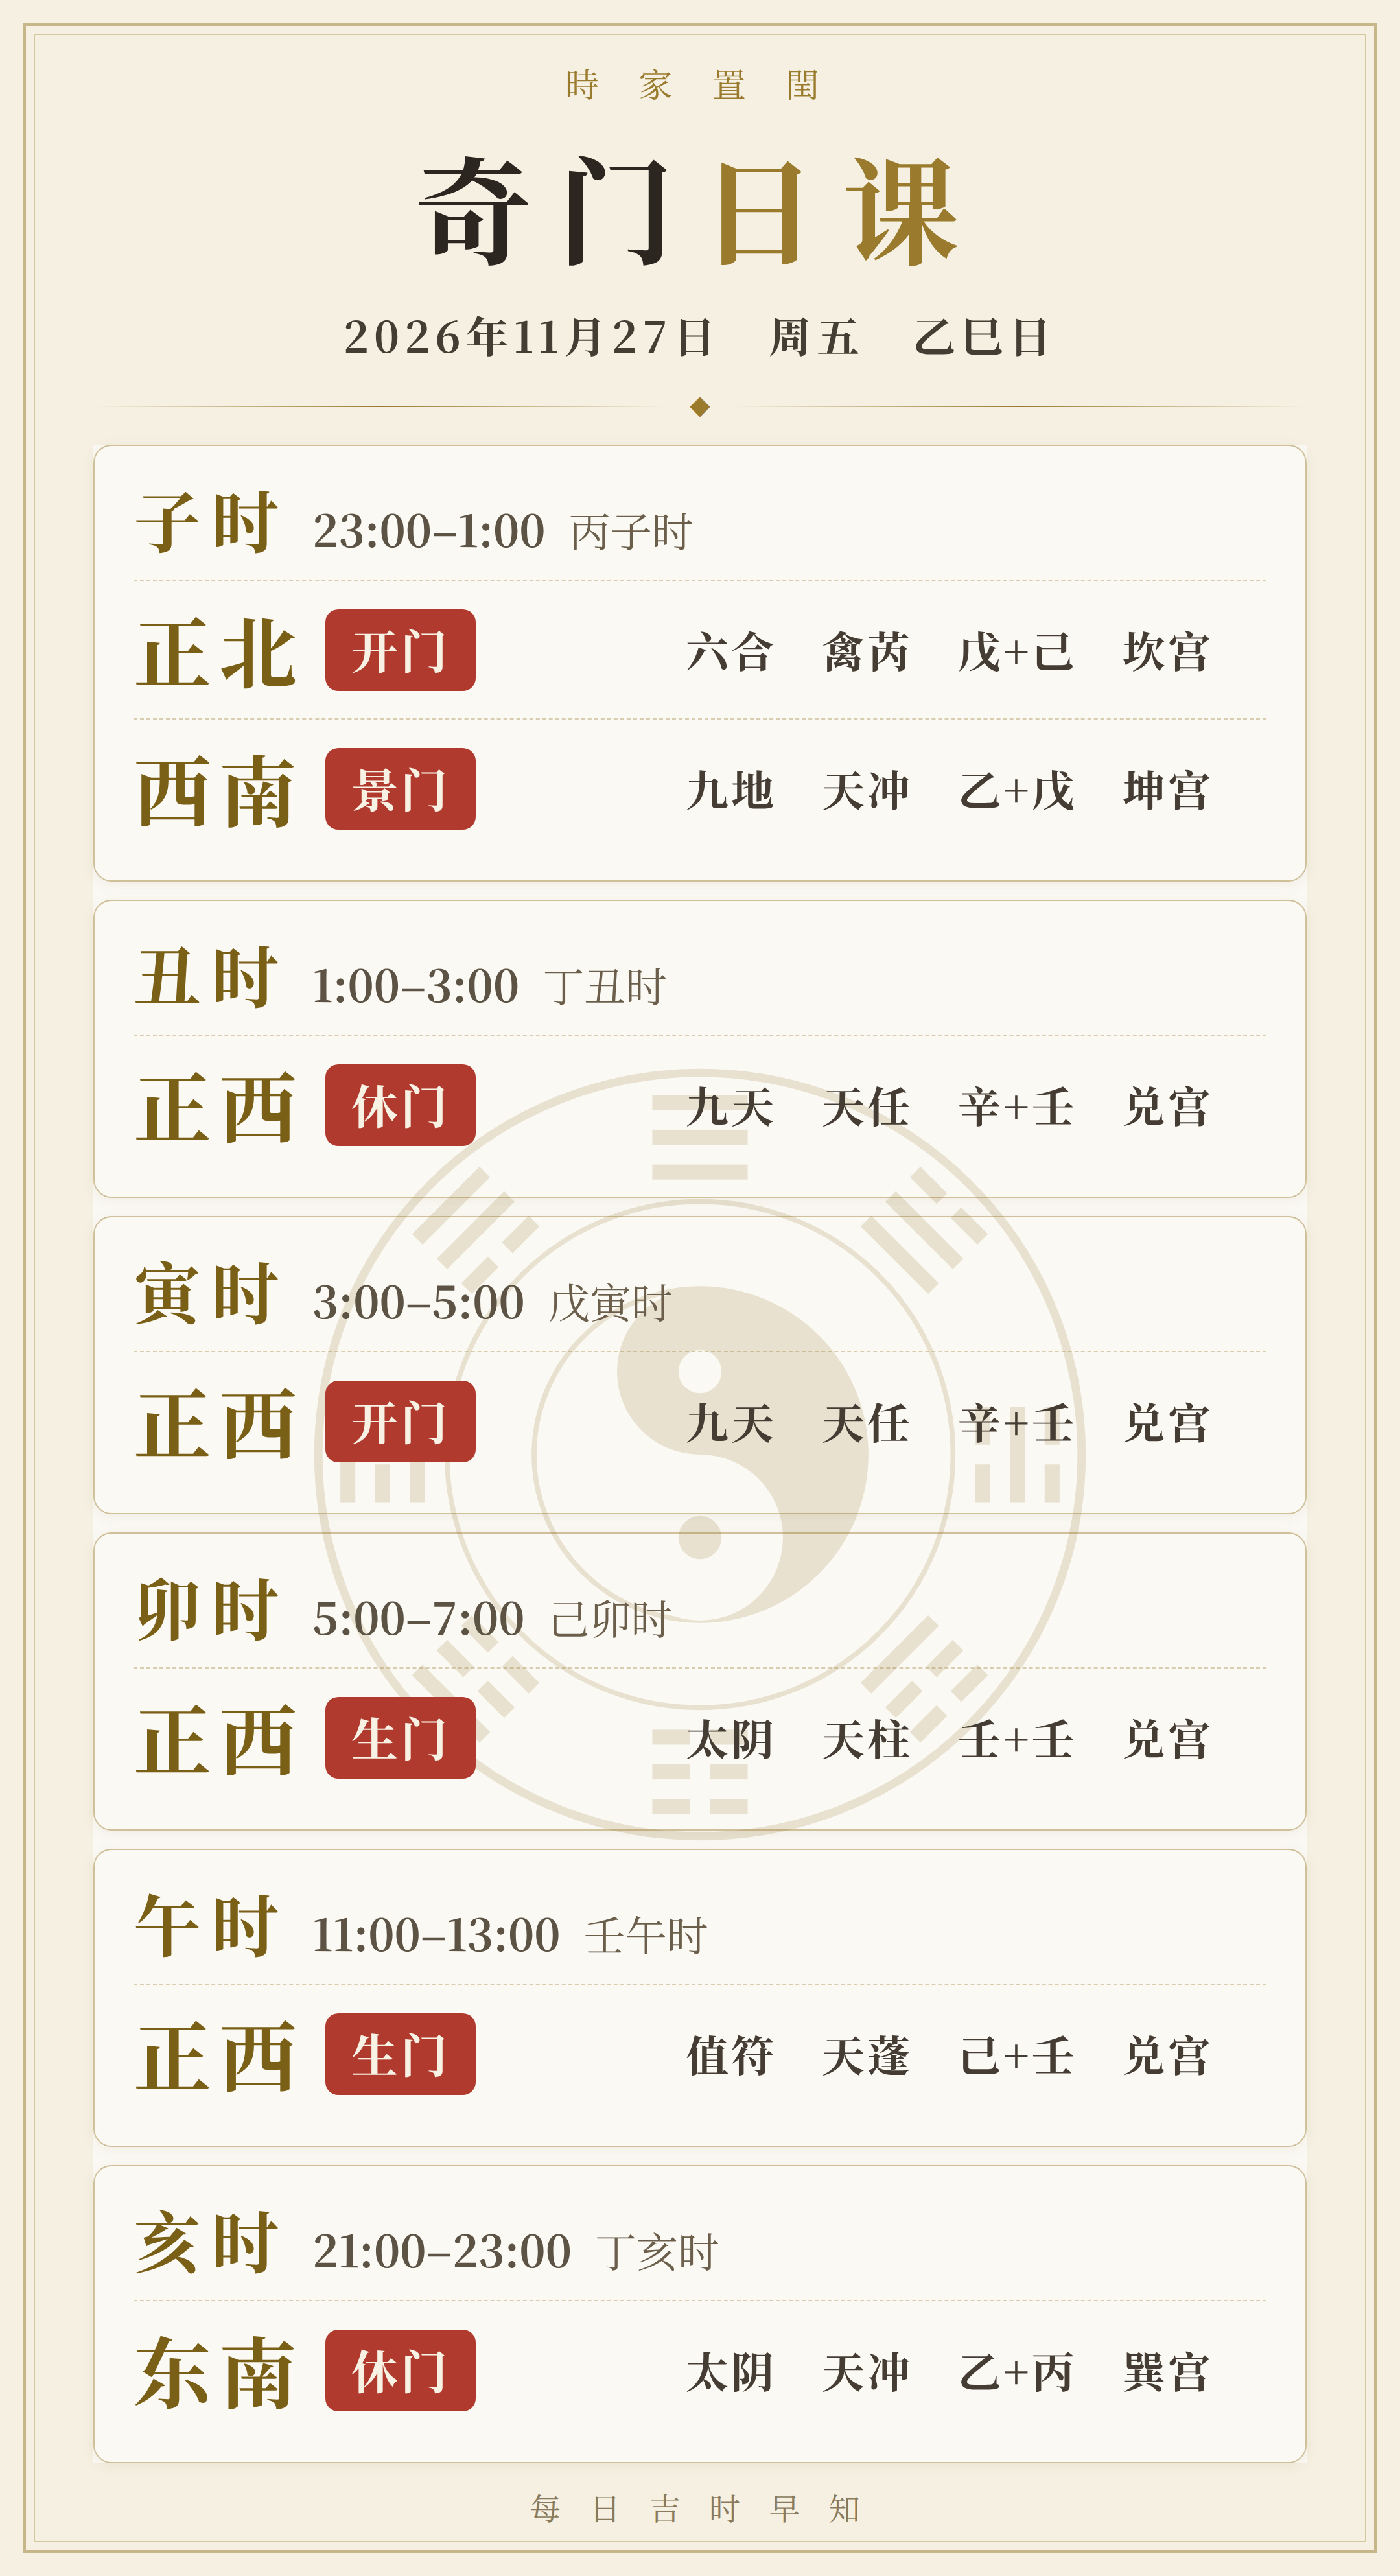 時家置閏
奇门日课
2026年11月27日 周五 乙巳日
子时 23:00–1:00 丙子时
正北 开门 六合 禽芮 戊+己 坎宫
西南 景门 九地 天冲 乙+戊 坤宫
丑时 1:00–3:00 丁丑时
正西 休门 九天 天任 辛+壬 兑宫
寅时 3:00–5:00 戊寅时
正西 开门 九天 天任 辛+壬 兑宫
卯时 5:00–7:00 己卯时
正西 生门 太阴 天柱 壬+壬 兑宫
午时 11:00–13:00 壬午时
正西 生门 值符 天蓬 己+壬 兑宫
亥时 21:00–23:00 丁亥时
东南 休门 太阴 天冲 乙+丙 巽宫
每日吉时早知